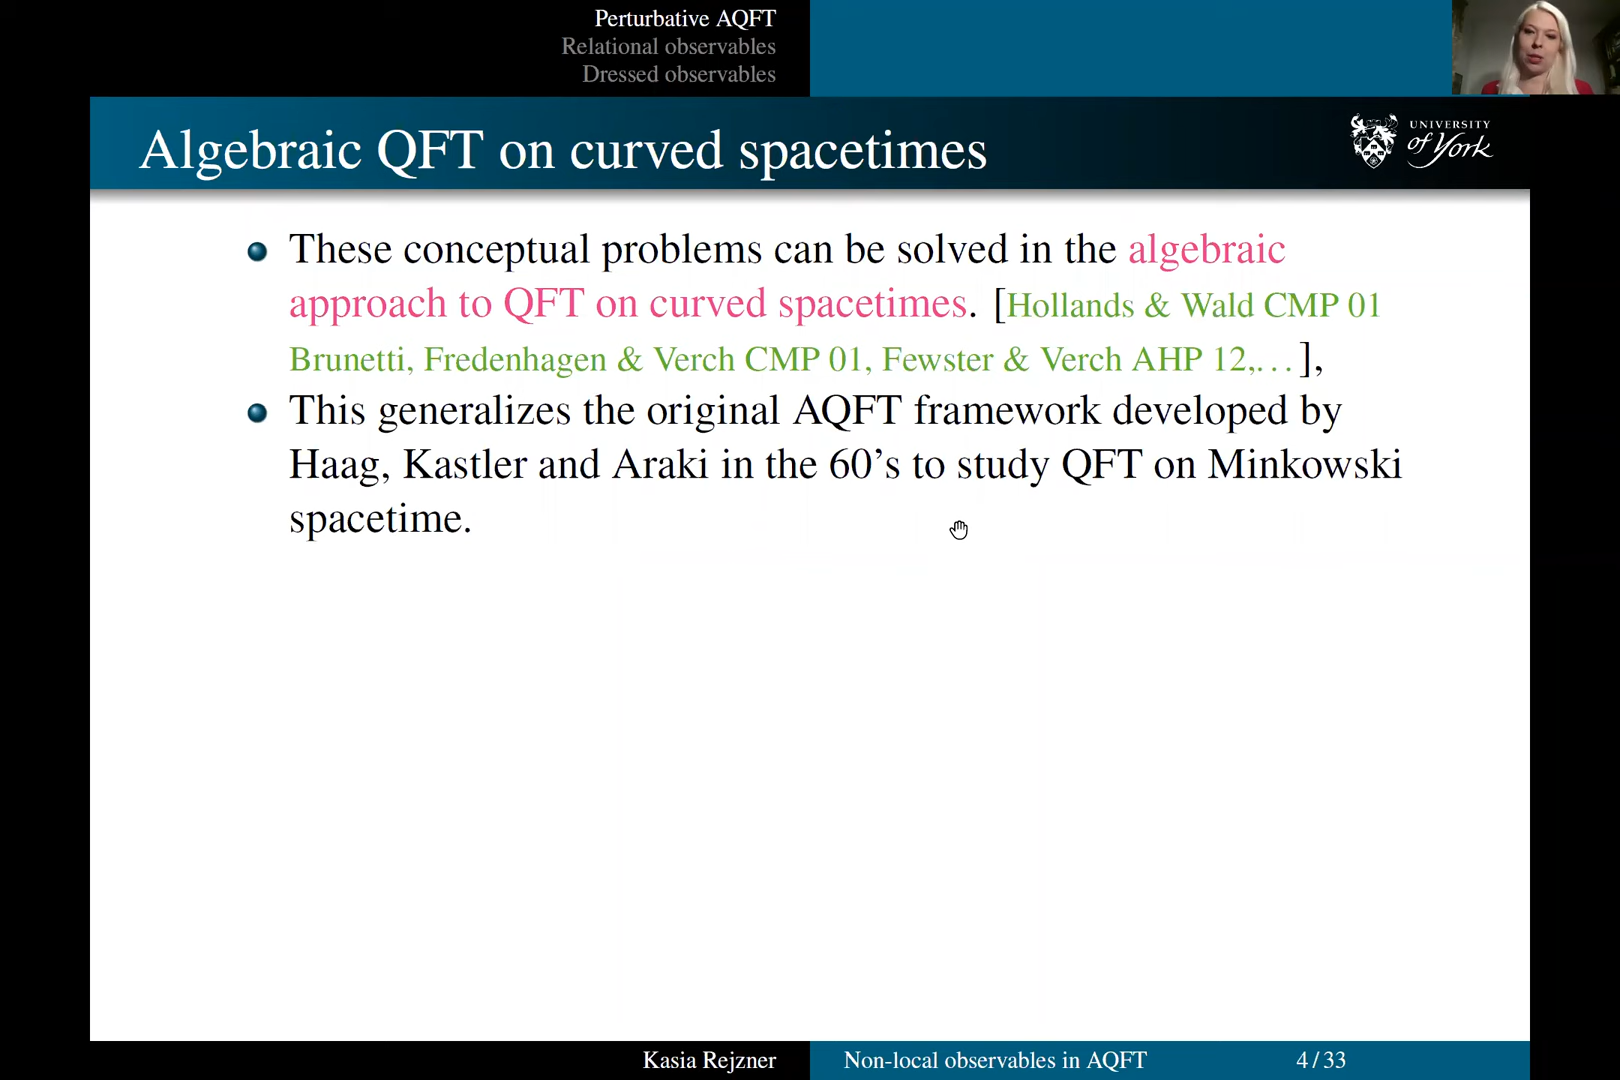 Perturbative AQFT
Relational observables
Dressed observables
Algebraic QFT on curved spacetimes
UNIVERSITY
of York
These conceptual problems can be solved in the algebraic
approach to QFT on curved spacetimes. [Hollands & Wald CMP 01
Brunetti, Fredenhagen & Verch CMP 01, Fewster & Verch AHP 12,...],
This generalizes the original AQFT framework developed by
Haag, Kastler and Araki in the 60’s to study QFT on Minkowski
spacetime.
Kasia Rejzner
Non-local observables in AQFT
4 / 33